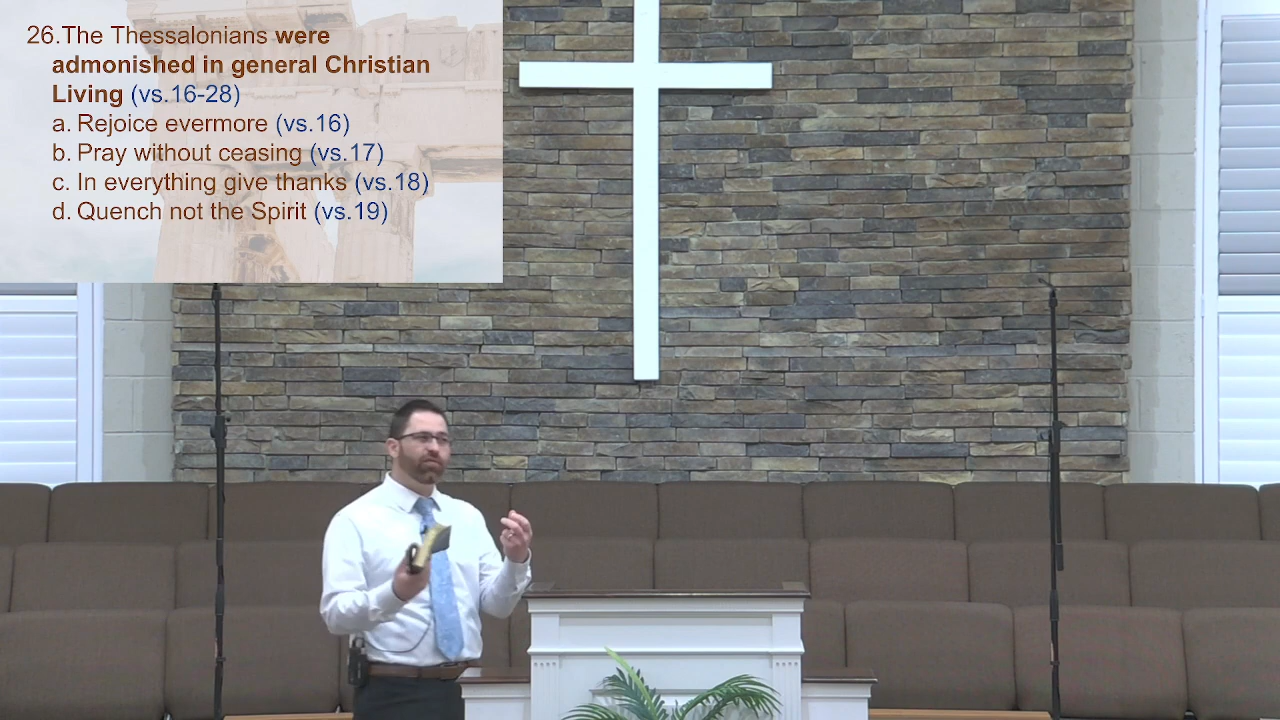 26.The Thessalonians were
admonished in general Christian
Living (vs.16-28)
a. Rejoice evermore (vs.16)
b. Pray without ceasing (vs.17)
c. In everything give thanks (vs.18)
d. Quench not the Spirit (vs.19)